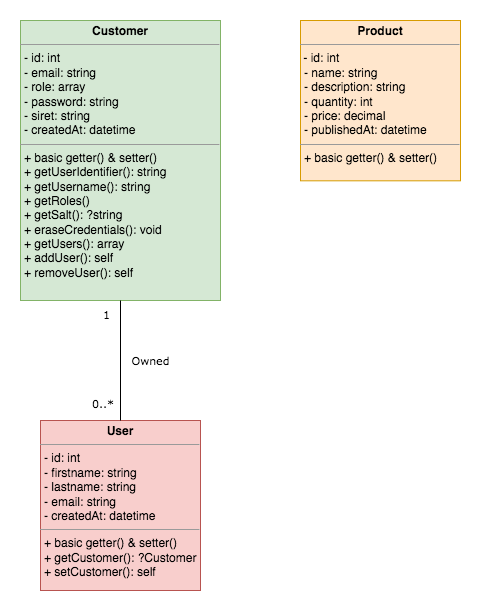 Customer
- id: int
- email: string
- role: array
- password: string
- siret: string
- createdAt: datetime
+ basic getter() & setter()
+ getUserIdentifier(): string
+ getUsername(): string
+ getRoles()
+ getSalt(): ?string
+ eraseCredentials(): void
+ getUsers(): array
+ addUser(): self
+ removeUser(): self
Product
- id: int
- name: string
- description: string
- quantity: int
- price: decimal
- publishedAt: datetime
+ basic getter() & setter()
1
Owned
0..*
User
- id: int
- firstname: string
- lastname: string
- email: string
- createdAt: datetime
+ basic getter() & setter()
+ getCustomer(): ?Customer
+ setCustomer(): self